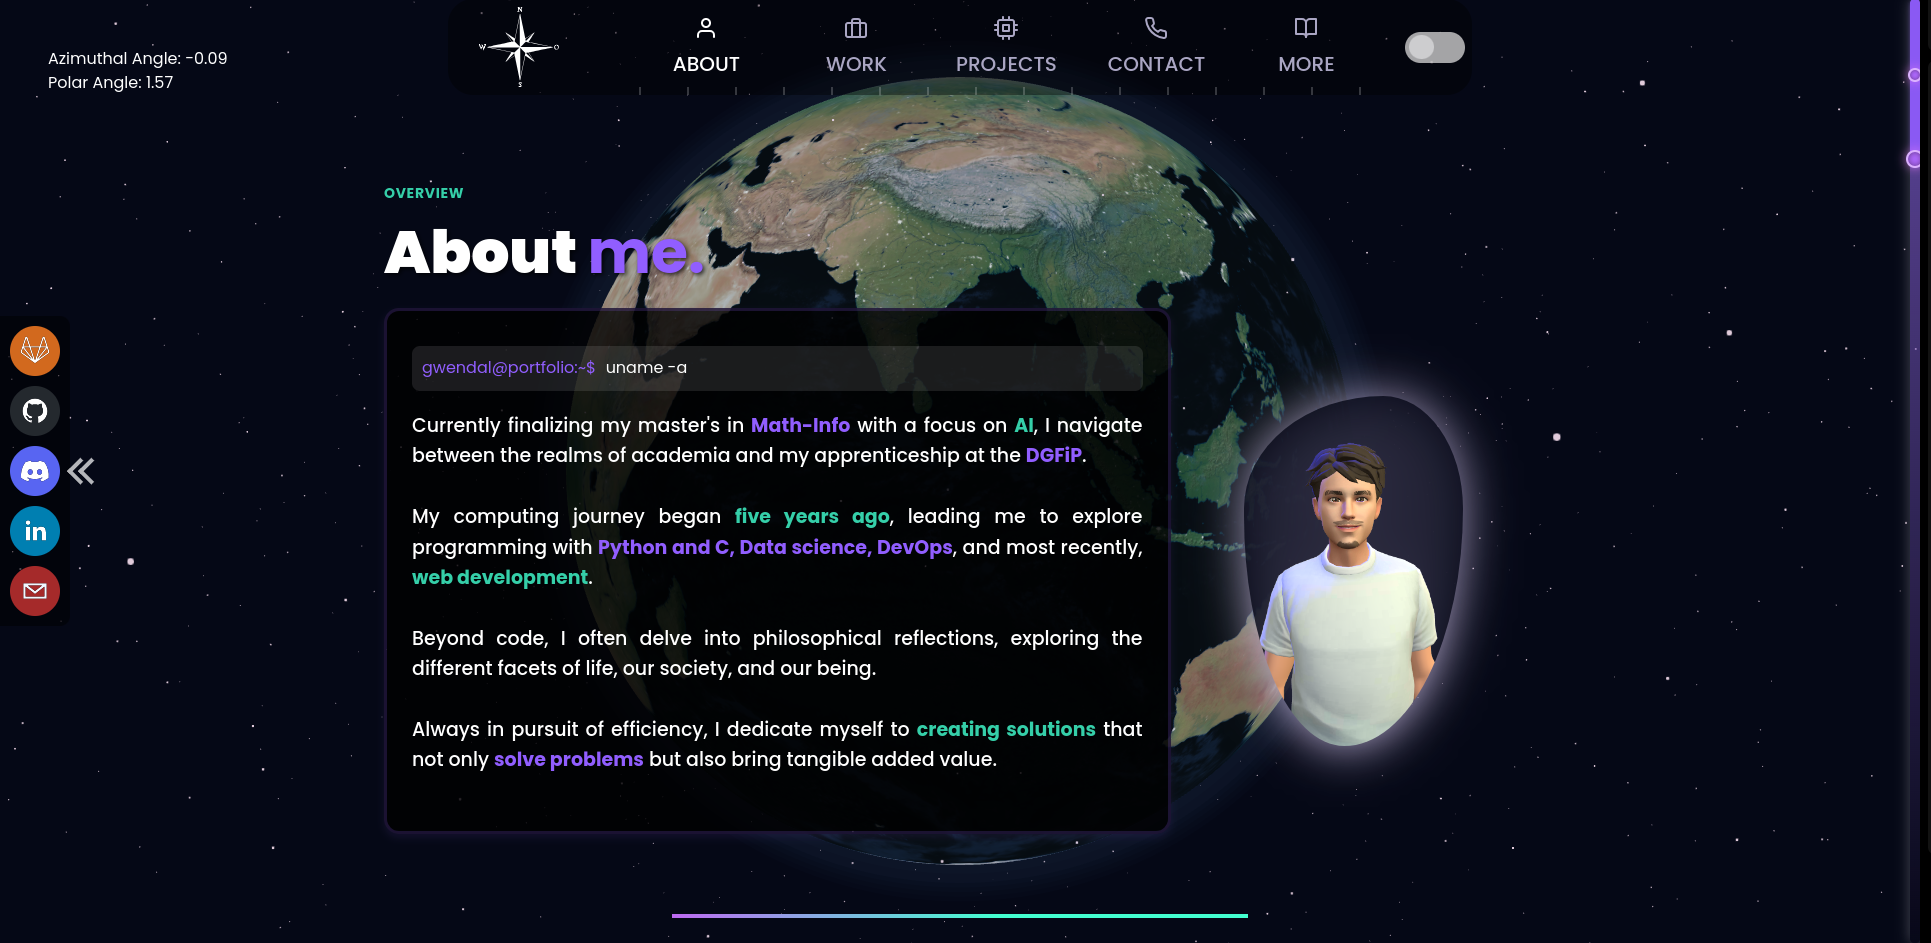 Azimuthal Angle: -0.09
Polar Angle: 1.57
N
W
O
S
ABOUT
WORK
PROJECTS
CONTACT
MORE
OVERVIEW
About me.
gwendal@portfolio:~$ uname -a
Currently finalizing my master's in Math-Info with a focus on AI, I navigate
between the realms of academia and my apprenticeship at the DGFiP.
My computing journey began five years ago, leading me to explore
programming with Python and C, Data science, DevOps, and most recently,
web development.
Beyond code, I often delve into philosophical reflections, exploring the
different facets of life, our society, and our being.
Always in pursuit of efficiency, I dedicate myself to creating solutions that
not only solve problems but also bring tangible added value.
in